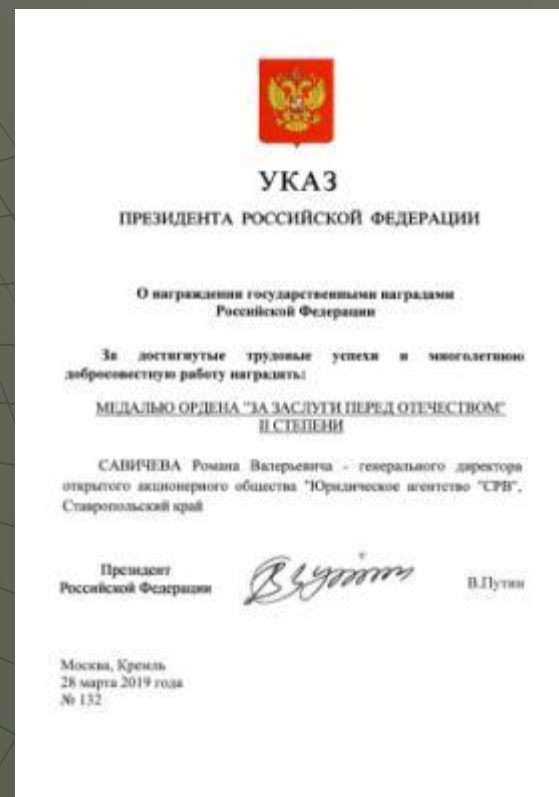 УКАЗ
ПРЕЗИДЕНТА РОССИЙСКОЙ ФЕДЕРАЦИИ
О награждении государственными наградами
Российской Федерации
За достигнутые трудовые успехи и многолетнюю
добросовестную работу наградить:
МЕДАЛЬЮ ОРДЕНА "ЗА ЗАСЛУГИ ПЕРЕД ОТЕЧЕСТВОМ"
II СТЕПЕНИ
САВИЧЕВА Романа Валерьевича - генерального директора
открытого акционерного общества "Юридическое агентство "СРВ",
Ставропольский край
Президент
Российской Федерации
В.Путин
Москва, Кремль
28 марта 2019 года
№ 132